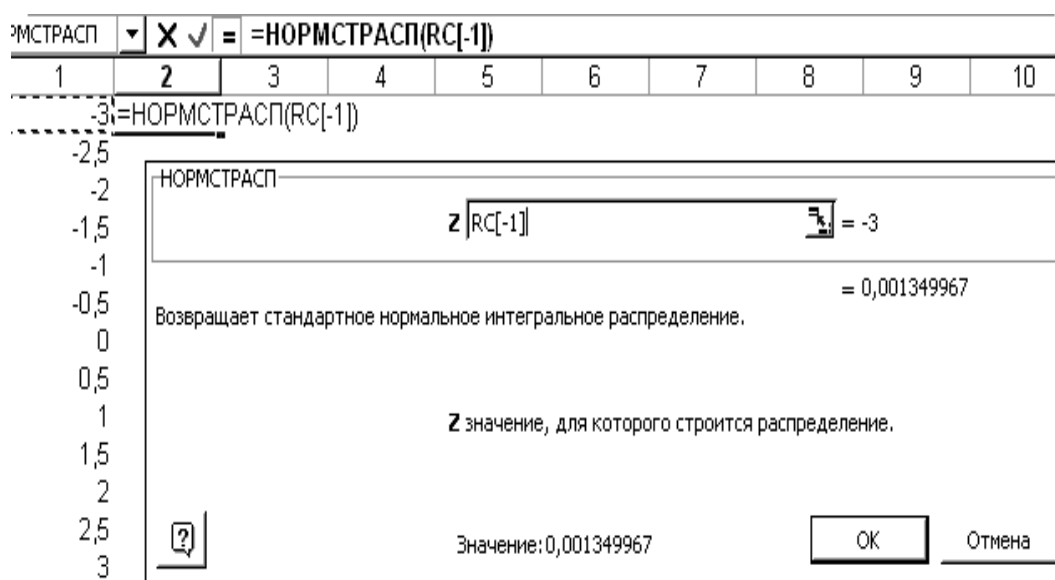 РМСТРАСП = =НОРМСТРАСП(RC[-1])
1 2 3 4 5 6 7 8 9 10
-3 =НОРМСТРАСП(RC[-1])
-2,5
НОРМСТРАСП
-2
-1,5 Z RC[-1] = -3
-1
= 0,001349967
-0,5
Возвращает стандартное нормальное интегральное распределение.
0
0,5
1 Z значение, для которого строится распределение.
1,5
2
2,5 ? Значение:0,001349967 OK Отмена
3